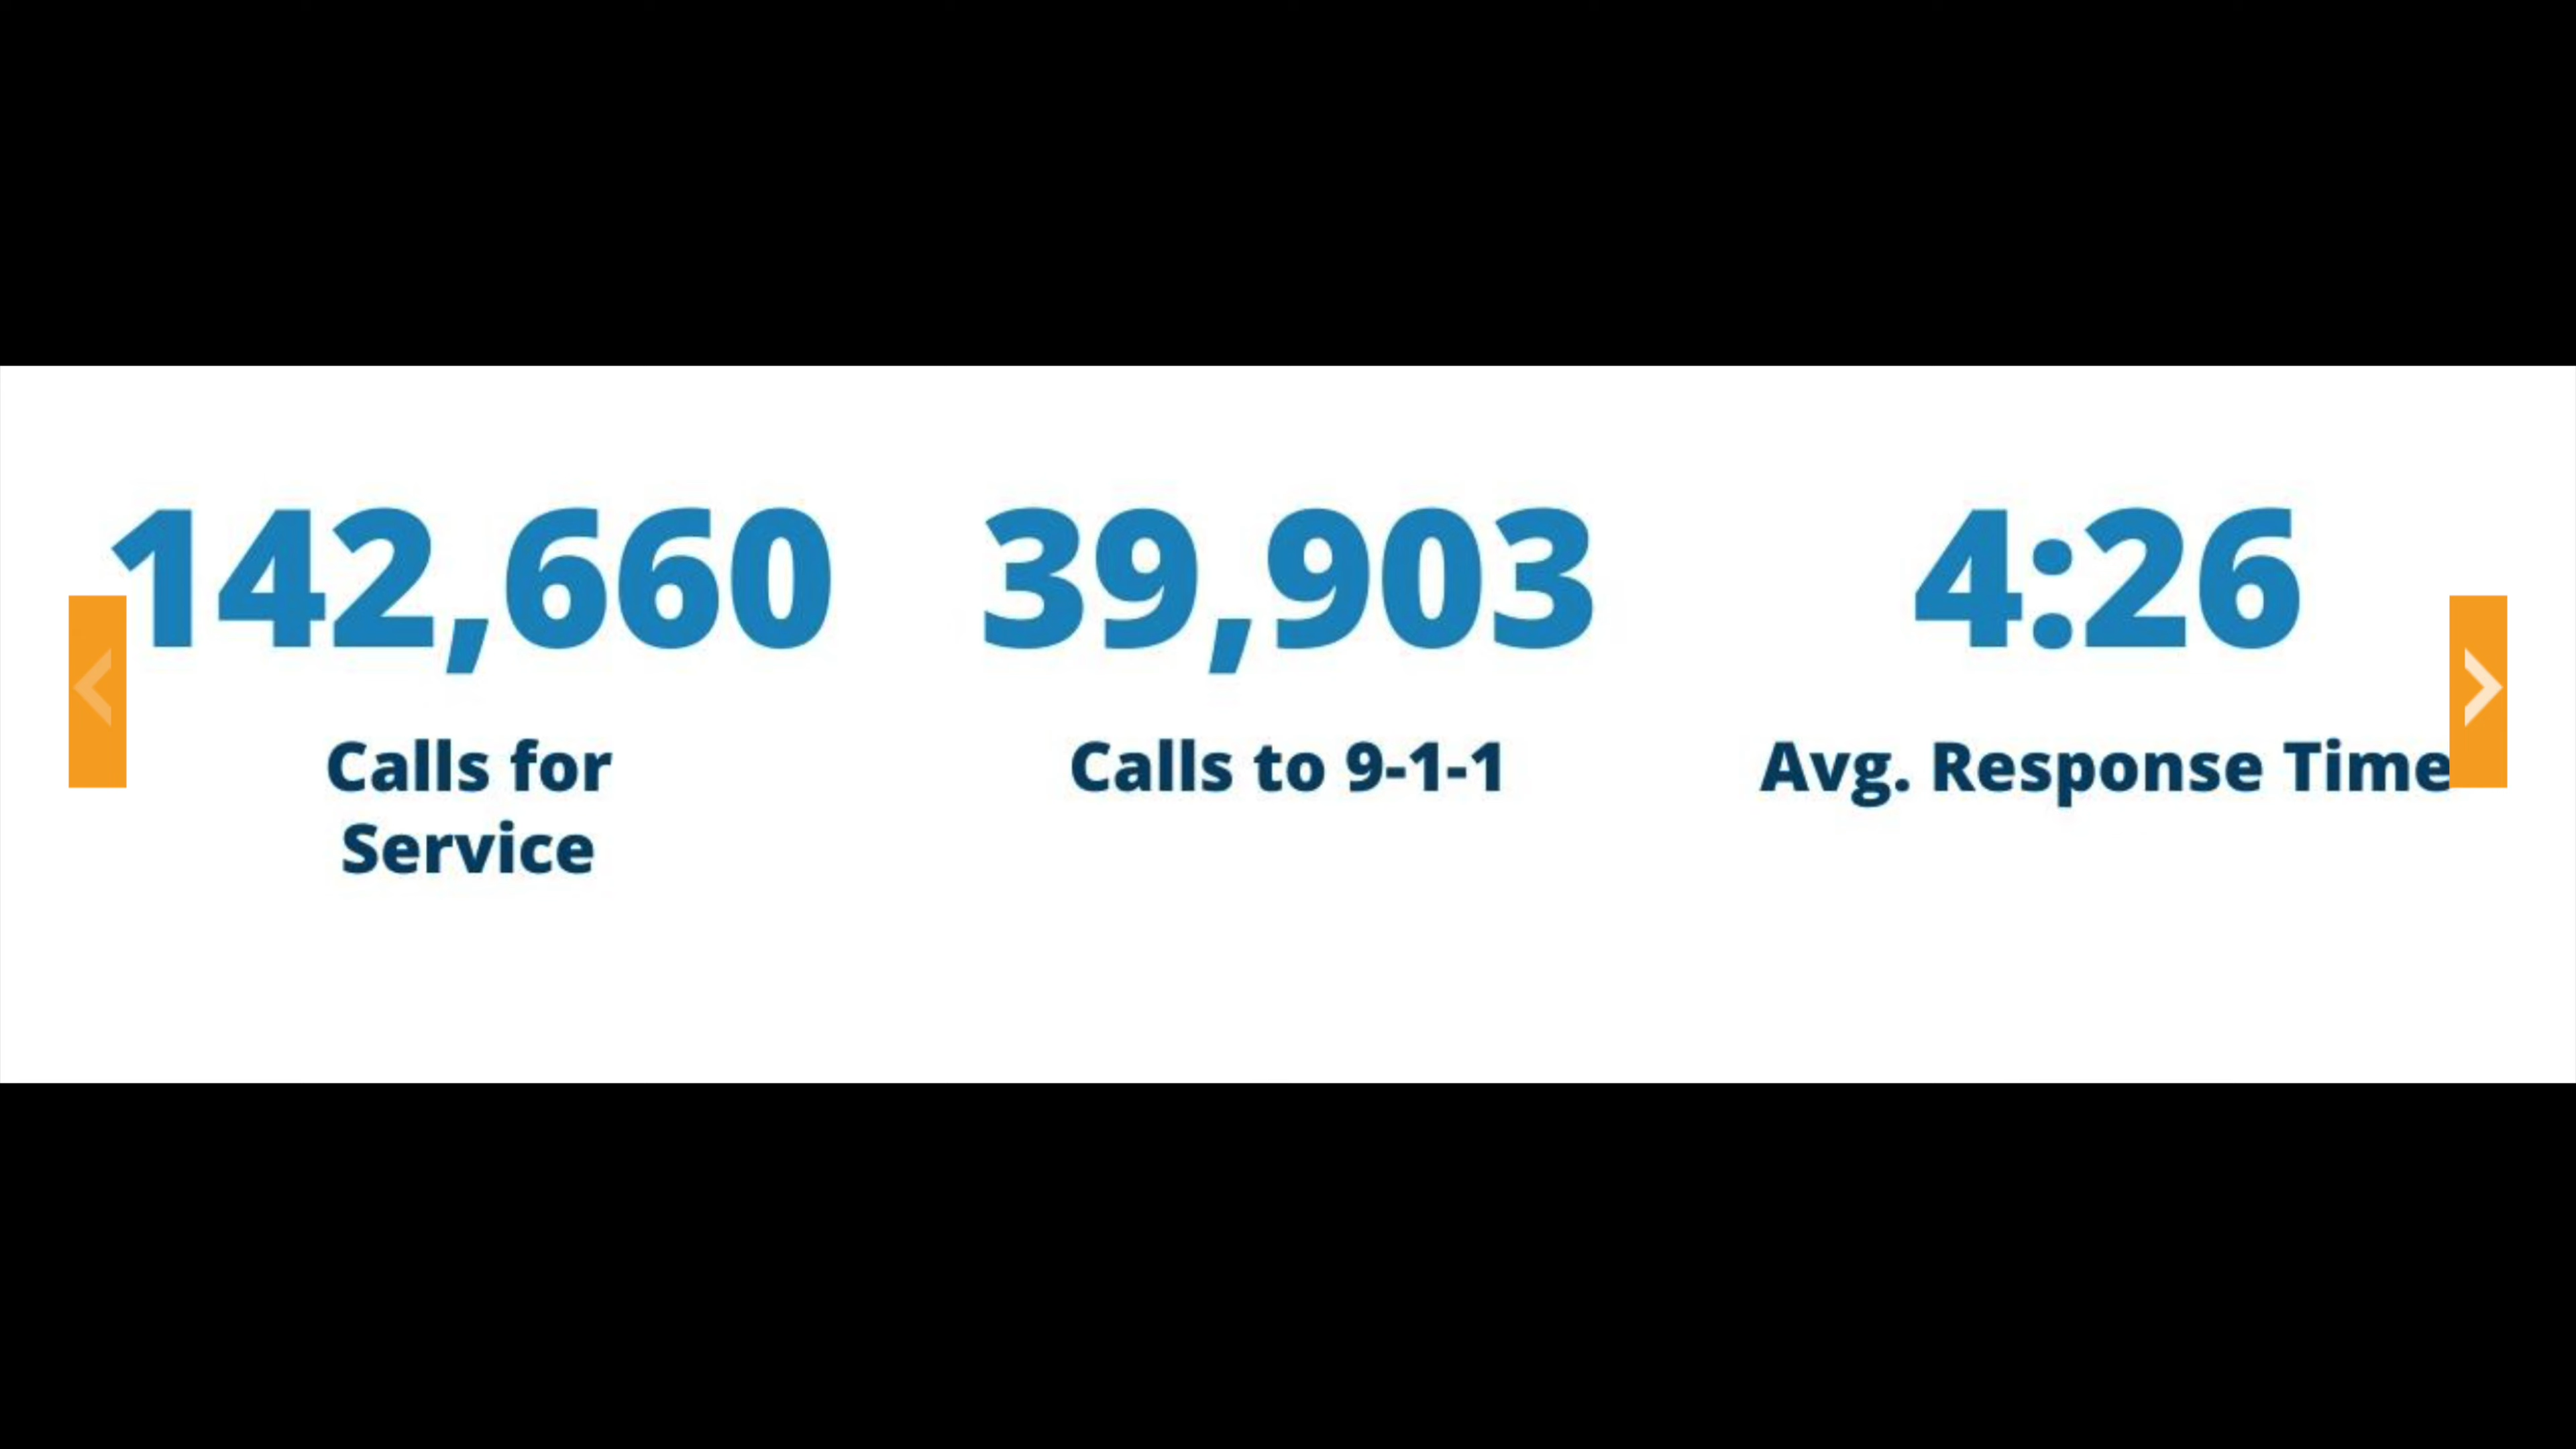 142,660
Calls for
Service
39,903
Calls to 9-1-1
4:26
Avg. Response Time